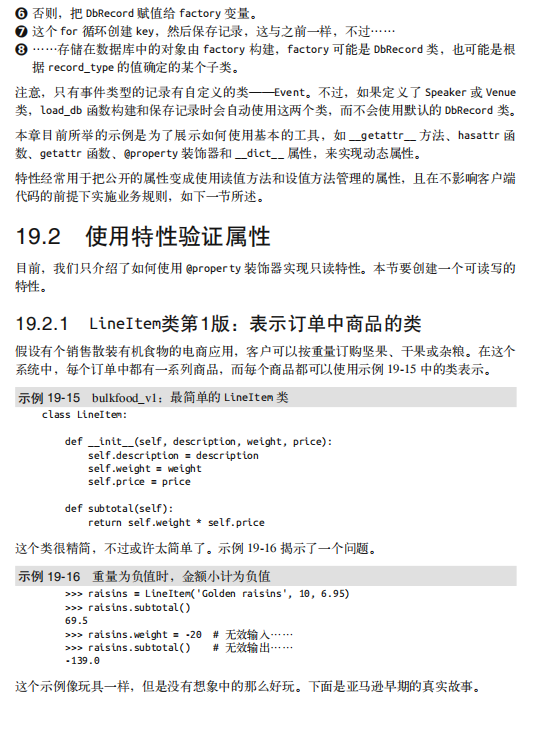 ❻ 否则，把 DbRecord 赋值给 factory 变量。
❼ 这个 for 循环创建 key，然后保存记录，这与之前一样，不过……
❽ ……存储在数据库中的对象由 factory 构建，factory 可能是 DbRecord 类，也可能是根
据 record_type 的值确定的某个子类。
注意，只有事件类型的记录有自定义的类——Event。不过，如果定义了 Speaker 或 Venue
类，load_db 函数构建和保存记录时会自动使用这两个类，而不会使用默认的 DbRecord 类。
本章目前所举的示例是为了展示如何使用基本的工具，如 __getattr__ 方法、hasattr 函
数、getattr 函数、@property 装饰器和 __dict__ 属性，来实现动态属性。
特性经常用于把公开的属性变成使用读值方法和设值方法管理的属性，且在不影响客户端
代码的前提下实施业务规则，如下一节所述。
19.2 使用特性验证属性
目前，我们只介绍了如何使用 @property 装饰器实现只读特性。本节要创建一个可读写的
特性。
19.2.1 LineItem类第1版：表示订单中商品的类
假设有个销售散装有机食物的电商应用，客户可以按重量订购坚果、干果或杂粮。在这个
系统中，每个订单中都有一系列商品，而每个商品都可以使用示例 19-15 中的类表示。
示例 19-15 bulkfood_v1：最简单的 LineItem 类
class LineItem:
def __init__(self, description, weight, price):
self.description = description
self.weight = weight
self.price = price
def subtotal(self):
return self.weight * self.price
这个类很精简，不过或许太简单了。示例 19-16 揭示了一个问题。
示例 19-16 重量为负值时，金额小计为负值
>>> raisins = LineItem('Golden raisins', 10, 6.95)
>>> raisins.subtotal()
69.5
>>> raisins.weight = -20 # 无效输入……
>>> raisins.subtotal() # 无效输出……
-139.0
这个示例像玩具一样，但是没有想象中的那么好玩。下面是亚马逊早期的真实故事。